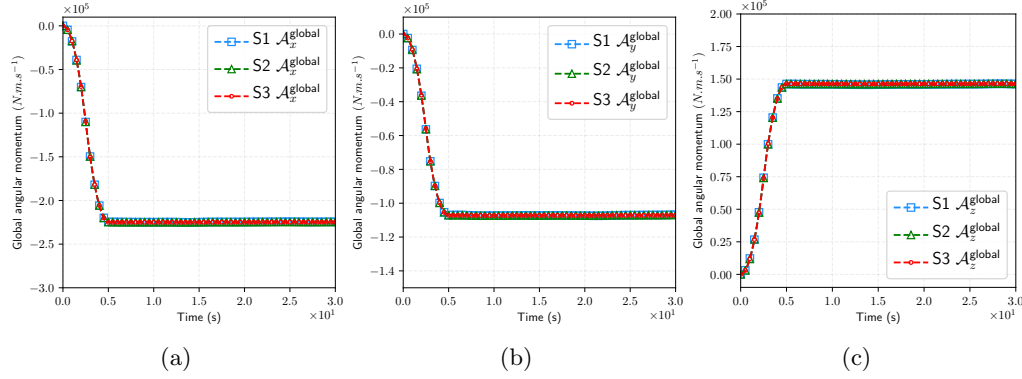 ×10⁵
0.0
−0.5
−1.0
−1.5
−2.0
−2.5
−3.0
Global angular momentum (N.m.s⁻¹)
S1 𝒜ₓ^global
S2 𝒜ₓ^global
S3 𝒜ₓ^global
0.0 0.5 1.0 1.5 2.0 2.5 3.0
Time (s)
×10¹
(a)
×10⁵
0.0
−0.2
−0.4
−0.6
−0.8
−1.0
−1.2
−1.4
Global angular momentum (N.m.s⁻¹)
S1 𝒜_y^global
S2 𝒜_y^global
S3 𝒜_y^global
0.0 0.5 1.0 1.5 2.0 2.5 3.0
Time (s)
×10¹
(b)
×10⁵
2.00
1.75
1.50
1.25
1.00
0.75
0.50
0.25
0.00
Global angular momentum (N.m.s⁻¹)
S1 𝒜_z^global
S2 𝒜_z^global
S3 𝒜_z^global
0.0 0.5 1.0 1.5 2.0 2.5 3.0
Time (s)
×10¹
(c)